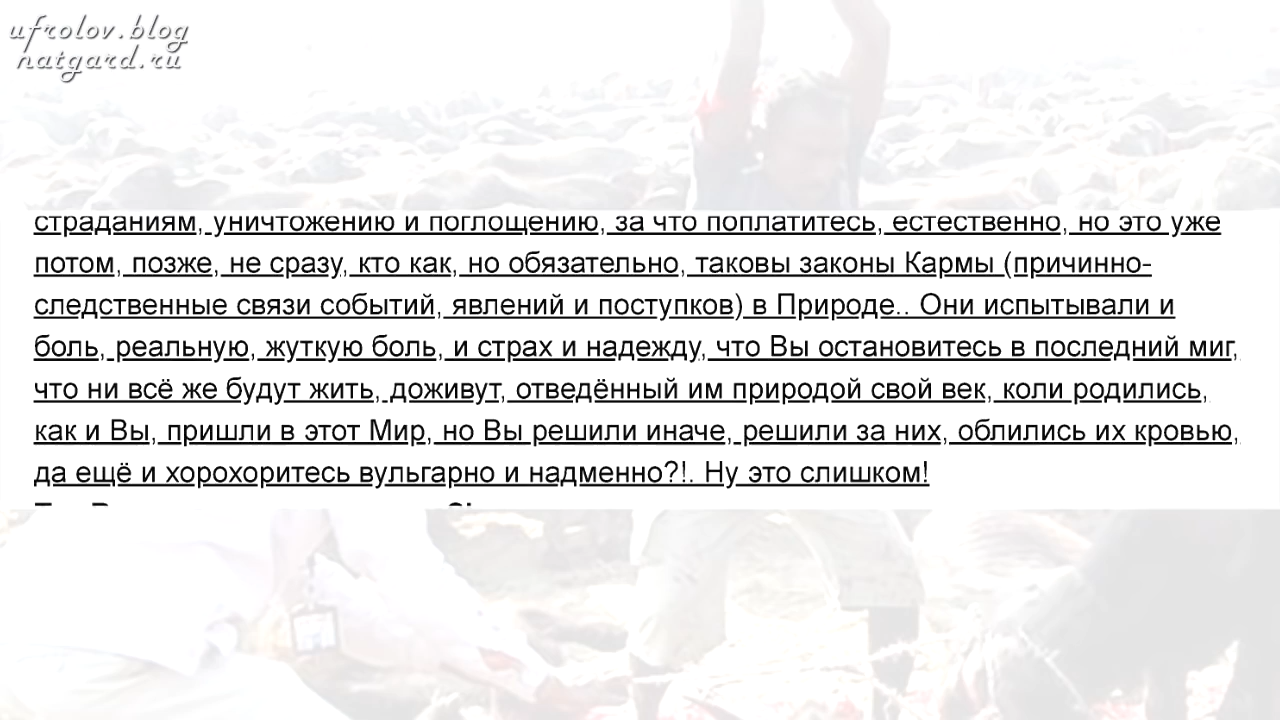 ufrolov.blog
natgard.ru
страданиям, уничтожению и поглощению, за что поплатитесь, естественно, но это уже
потом, позже, не сразу, кто как, но обязательно, таковы законы Кармы (причинно-
следственные связи событий, явлений и поступков) в Природе.. Они испытывали и
боль, реальную, жуткую боль, и страх и надежду, что Вы остановитесь в последний миг,
что ни всё же будут жить, доживут, отведённый им природой свой век, коли родились,
как и Вы, пришли в этот Мир, но Вы решили иначе, решили за них, облились их кровью,
да ещё и хорохоритесь вульгарно и надменно?!. Ну это слишком!